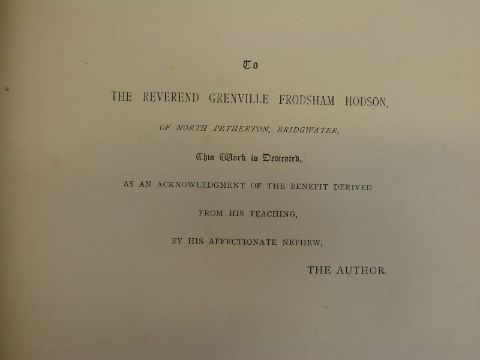 To
THE REVEREND GRENVILLE FRODSHAM HODSON,
OF NORTH PETHERTON, BRIDGWATER,
This Work is Dedicated,
AS AN ACKNOWLEDGMENT OF THE BENEFIT DERIVED
FROM HIS TEACHING,
BY HIS AFFECTIONATE NEPHEW,
THE AUTHOR.